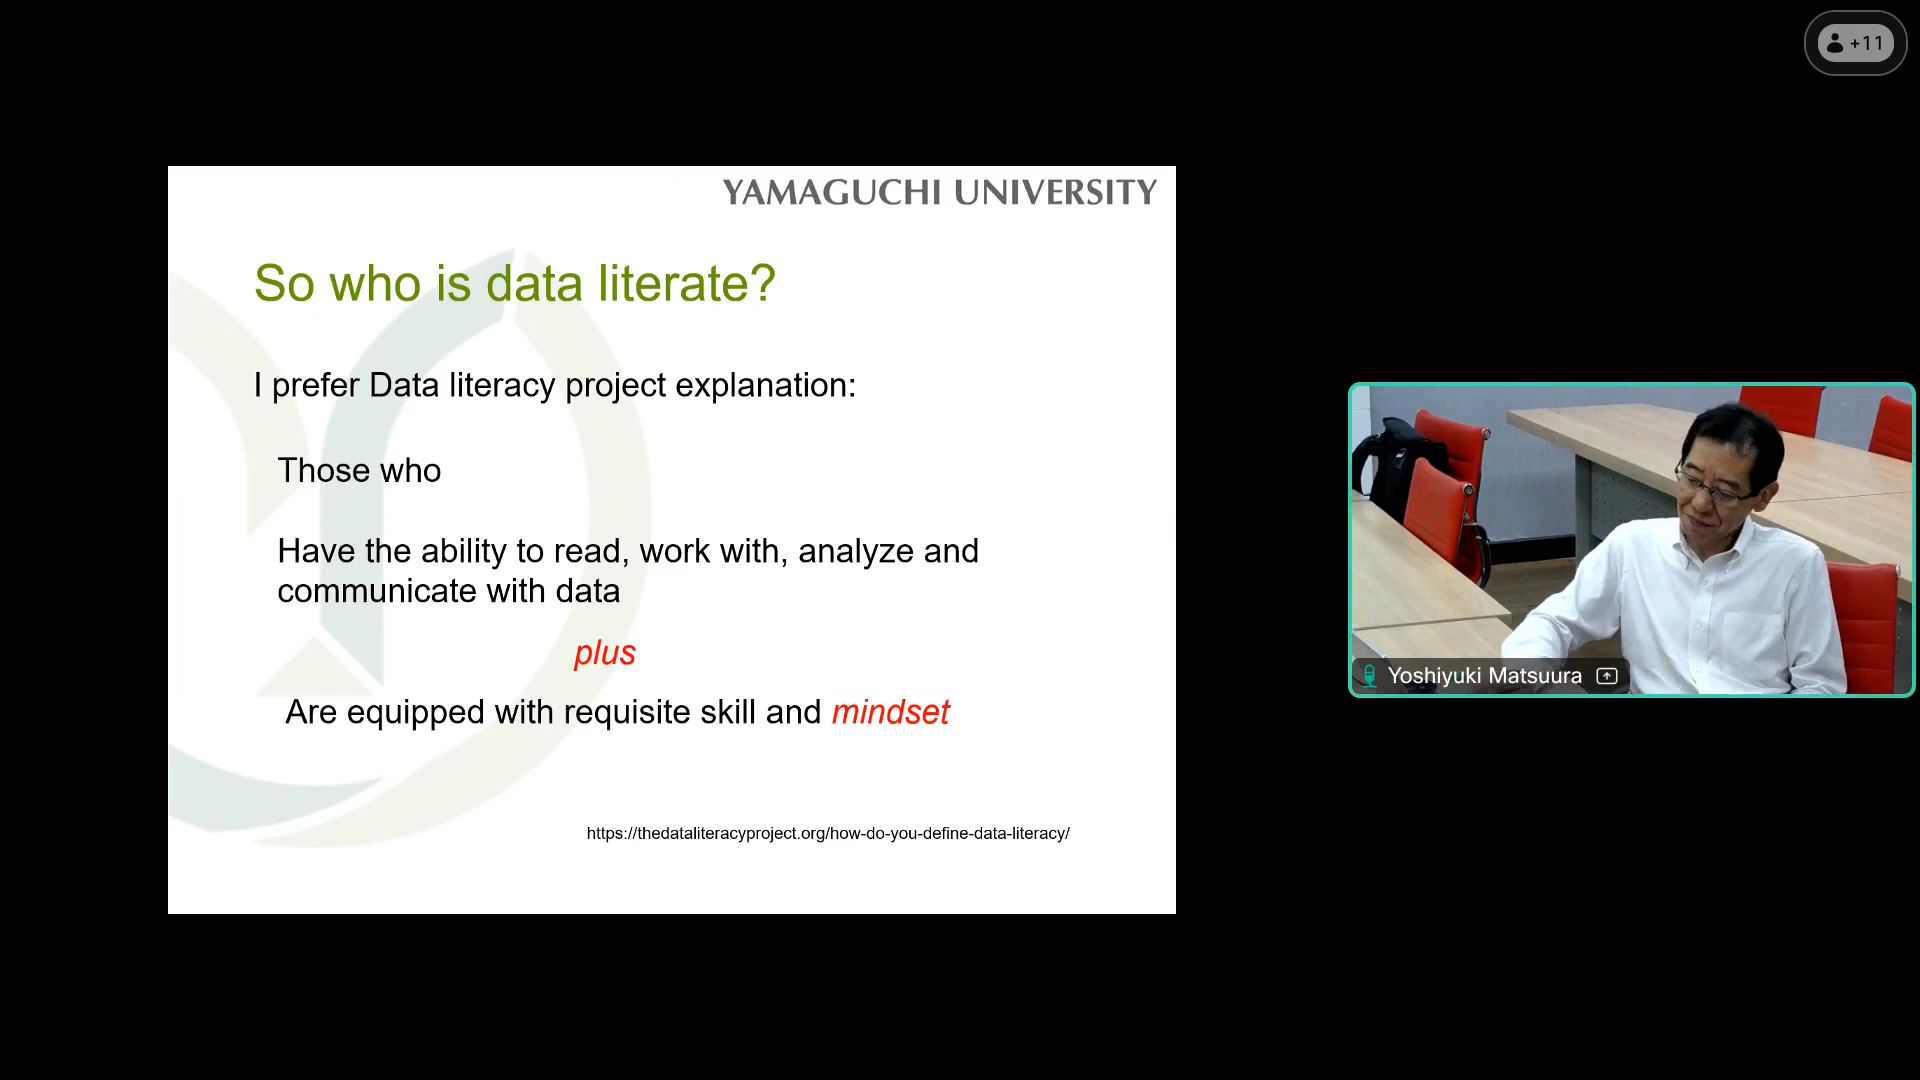 +11
YAMAGUCHI UNIVERSITY
So who is data literate?
I prefer Data literacy project explanation:
Those who
Have the ability to read, work with, analyze and
communicate with data
plus
Are equipped with requisite skill and mindset
https://thedataliteracyproject.org/how-do-you-define-data-literacy/
Yoshiyuki Matsuura